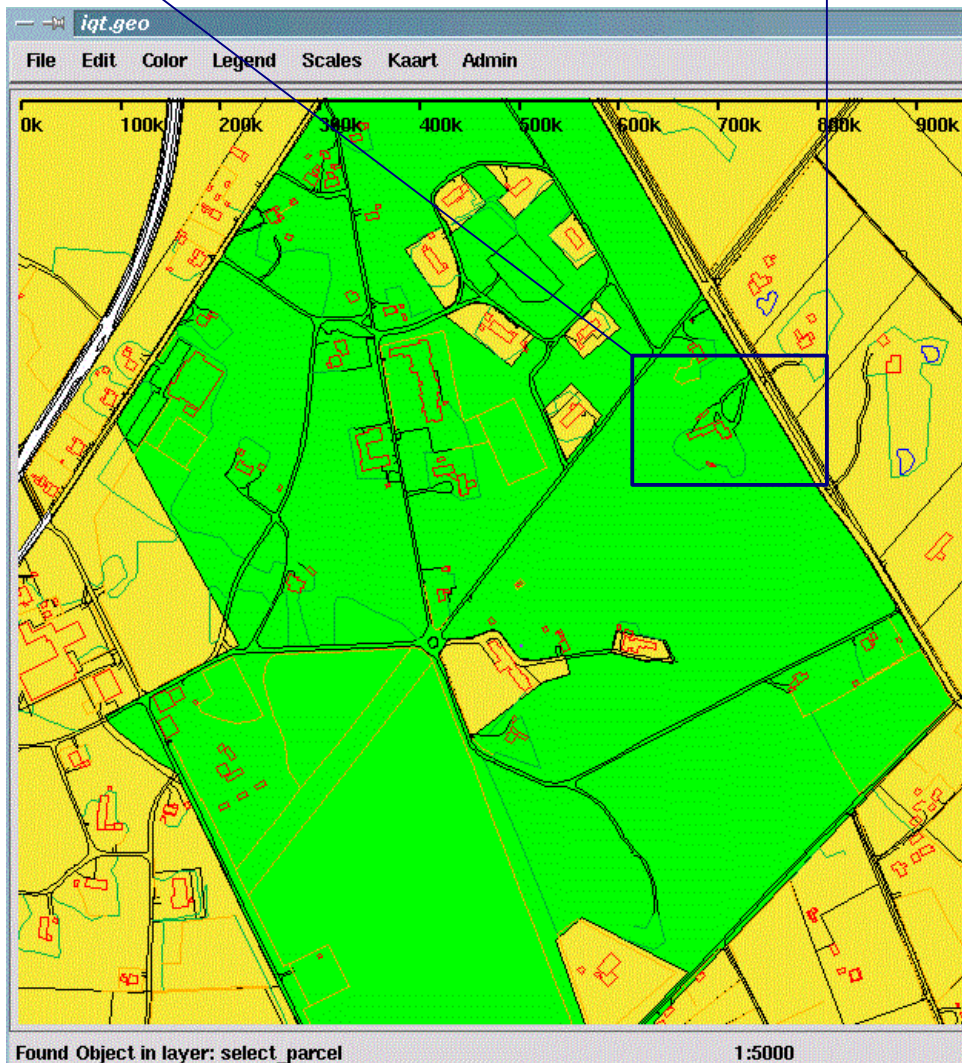 iqt.geo
File Edit Color Legend Scales Kaart Admin
0k 100k 200k 300k 400k 500k 600k 700k 800k 900k
Found Object in layer: select_parcel 1:5000